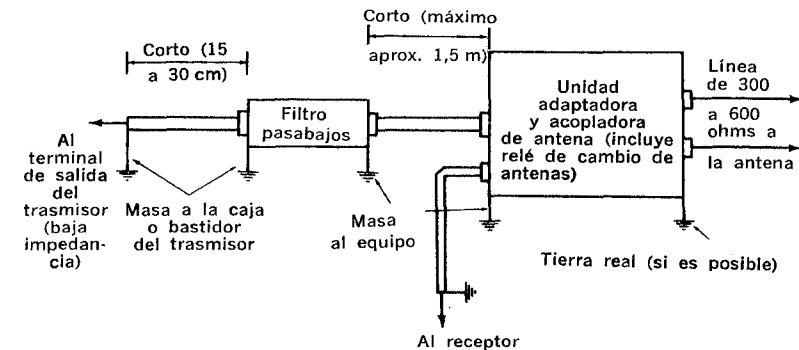 Corto (máximo
aprox. 1,5 m)
Corto (15
a 30 cm)
Filtro
pasabajos
Unidad
adaptadora
y acopladora
de antena (incluye
relé de cambio de
antenas)
Línea
de 300
a 600
ohms a
la antena
Al
terminal
de salida
del
trasmisor
(baja
impedan-
cia)
Masa a la caja
o bastidor
del trasmisor
Masa
al equipo
Tierra real (si es posible)
Al receptor